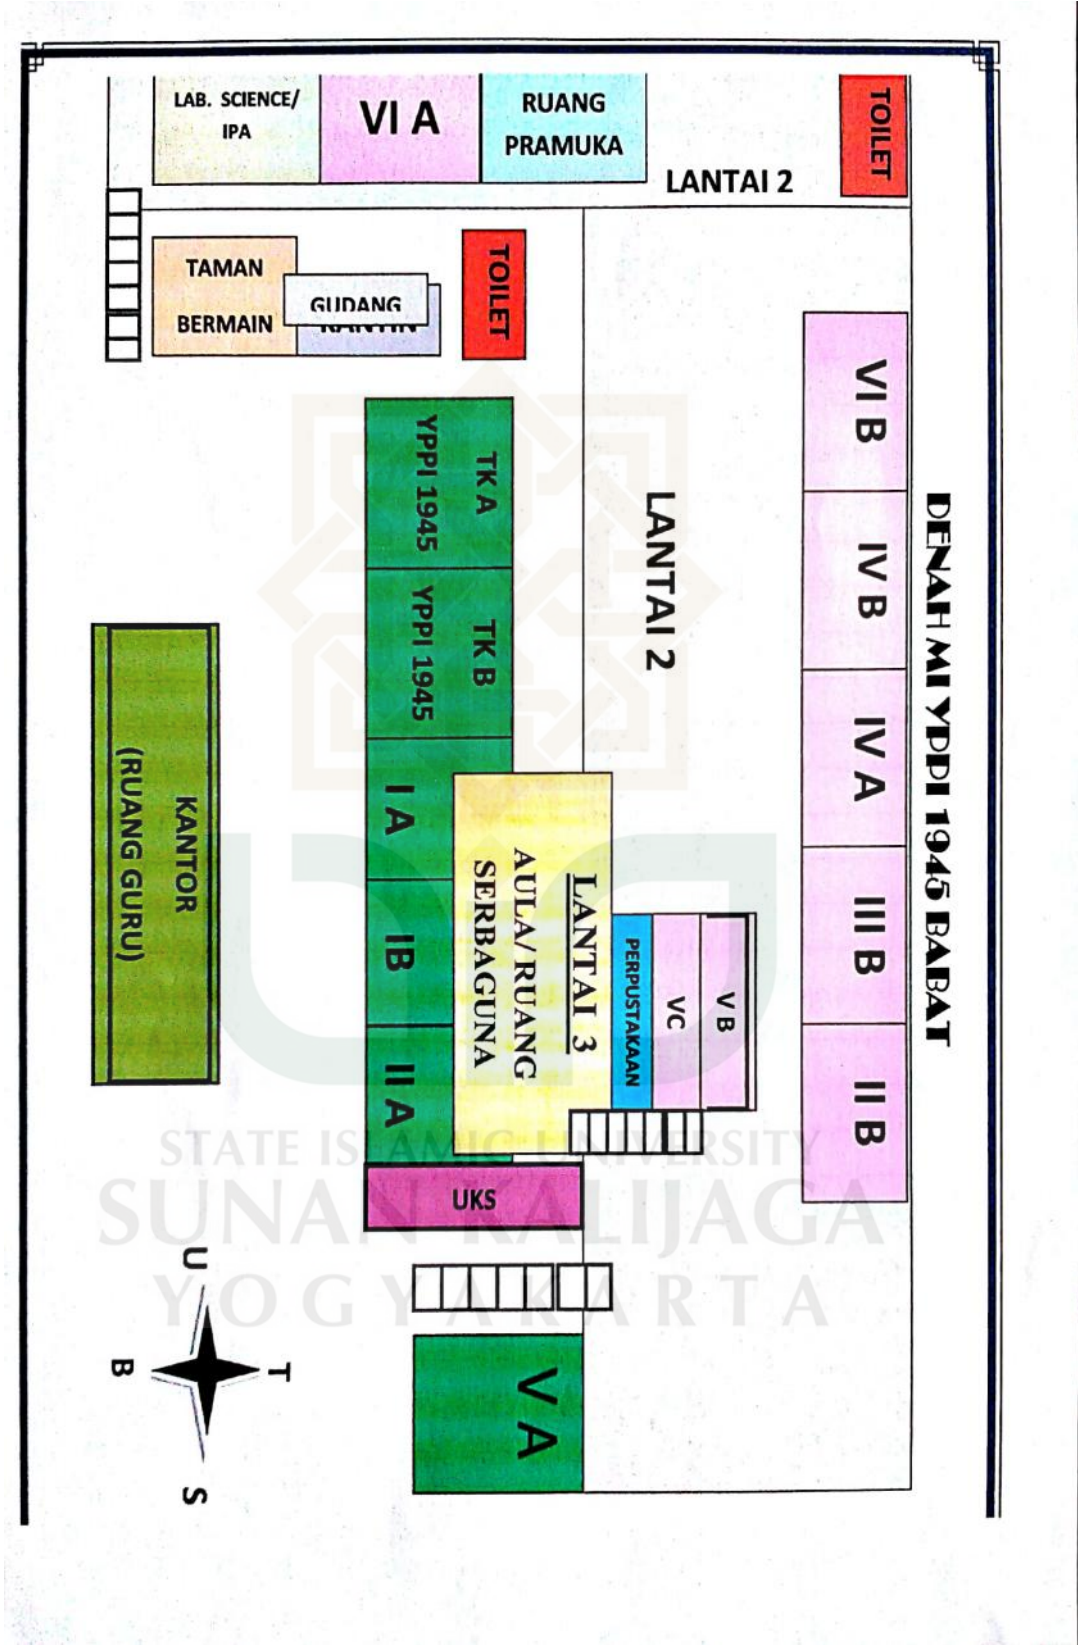 DENAH MI YPPI 1945 BABAT
LAB. SCIENCE/
IPA
VI A
RUANG
PRAMUKA
LANTAI 2
TOILET
TAMAN
BERMAIN
GUDANG
KANTIN
TOILET
VI B
IV B
IV A
III B
II B
LANTAI 2
TK A
YPPI 1945
TK B
YPPI 1945
I A
IB
II A
LANTAI 3
AULA/RUANG
SERBAGUNA
PERPUSTAKAAN
VC
V B
KANTOR
(RUANG GURU)
UKS
V A
U
T
B
S
STATE ISLAMIC UNIVERSITY
SUNAN KALIJAGA
YOGYAKARTA